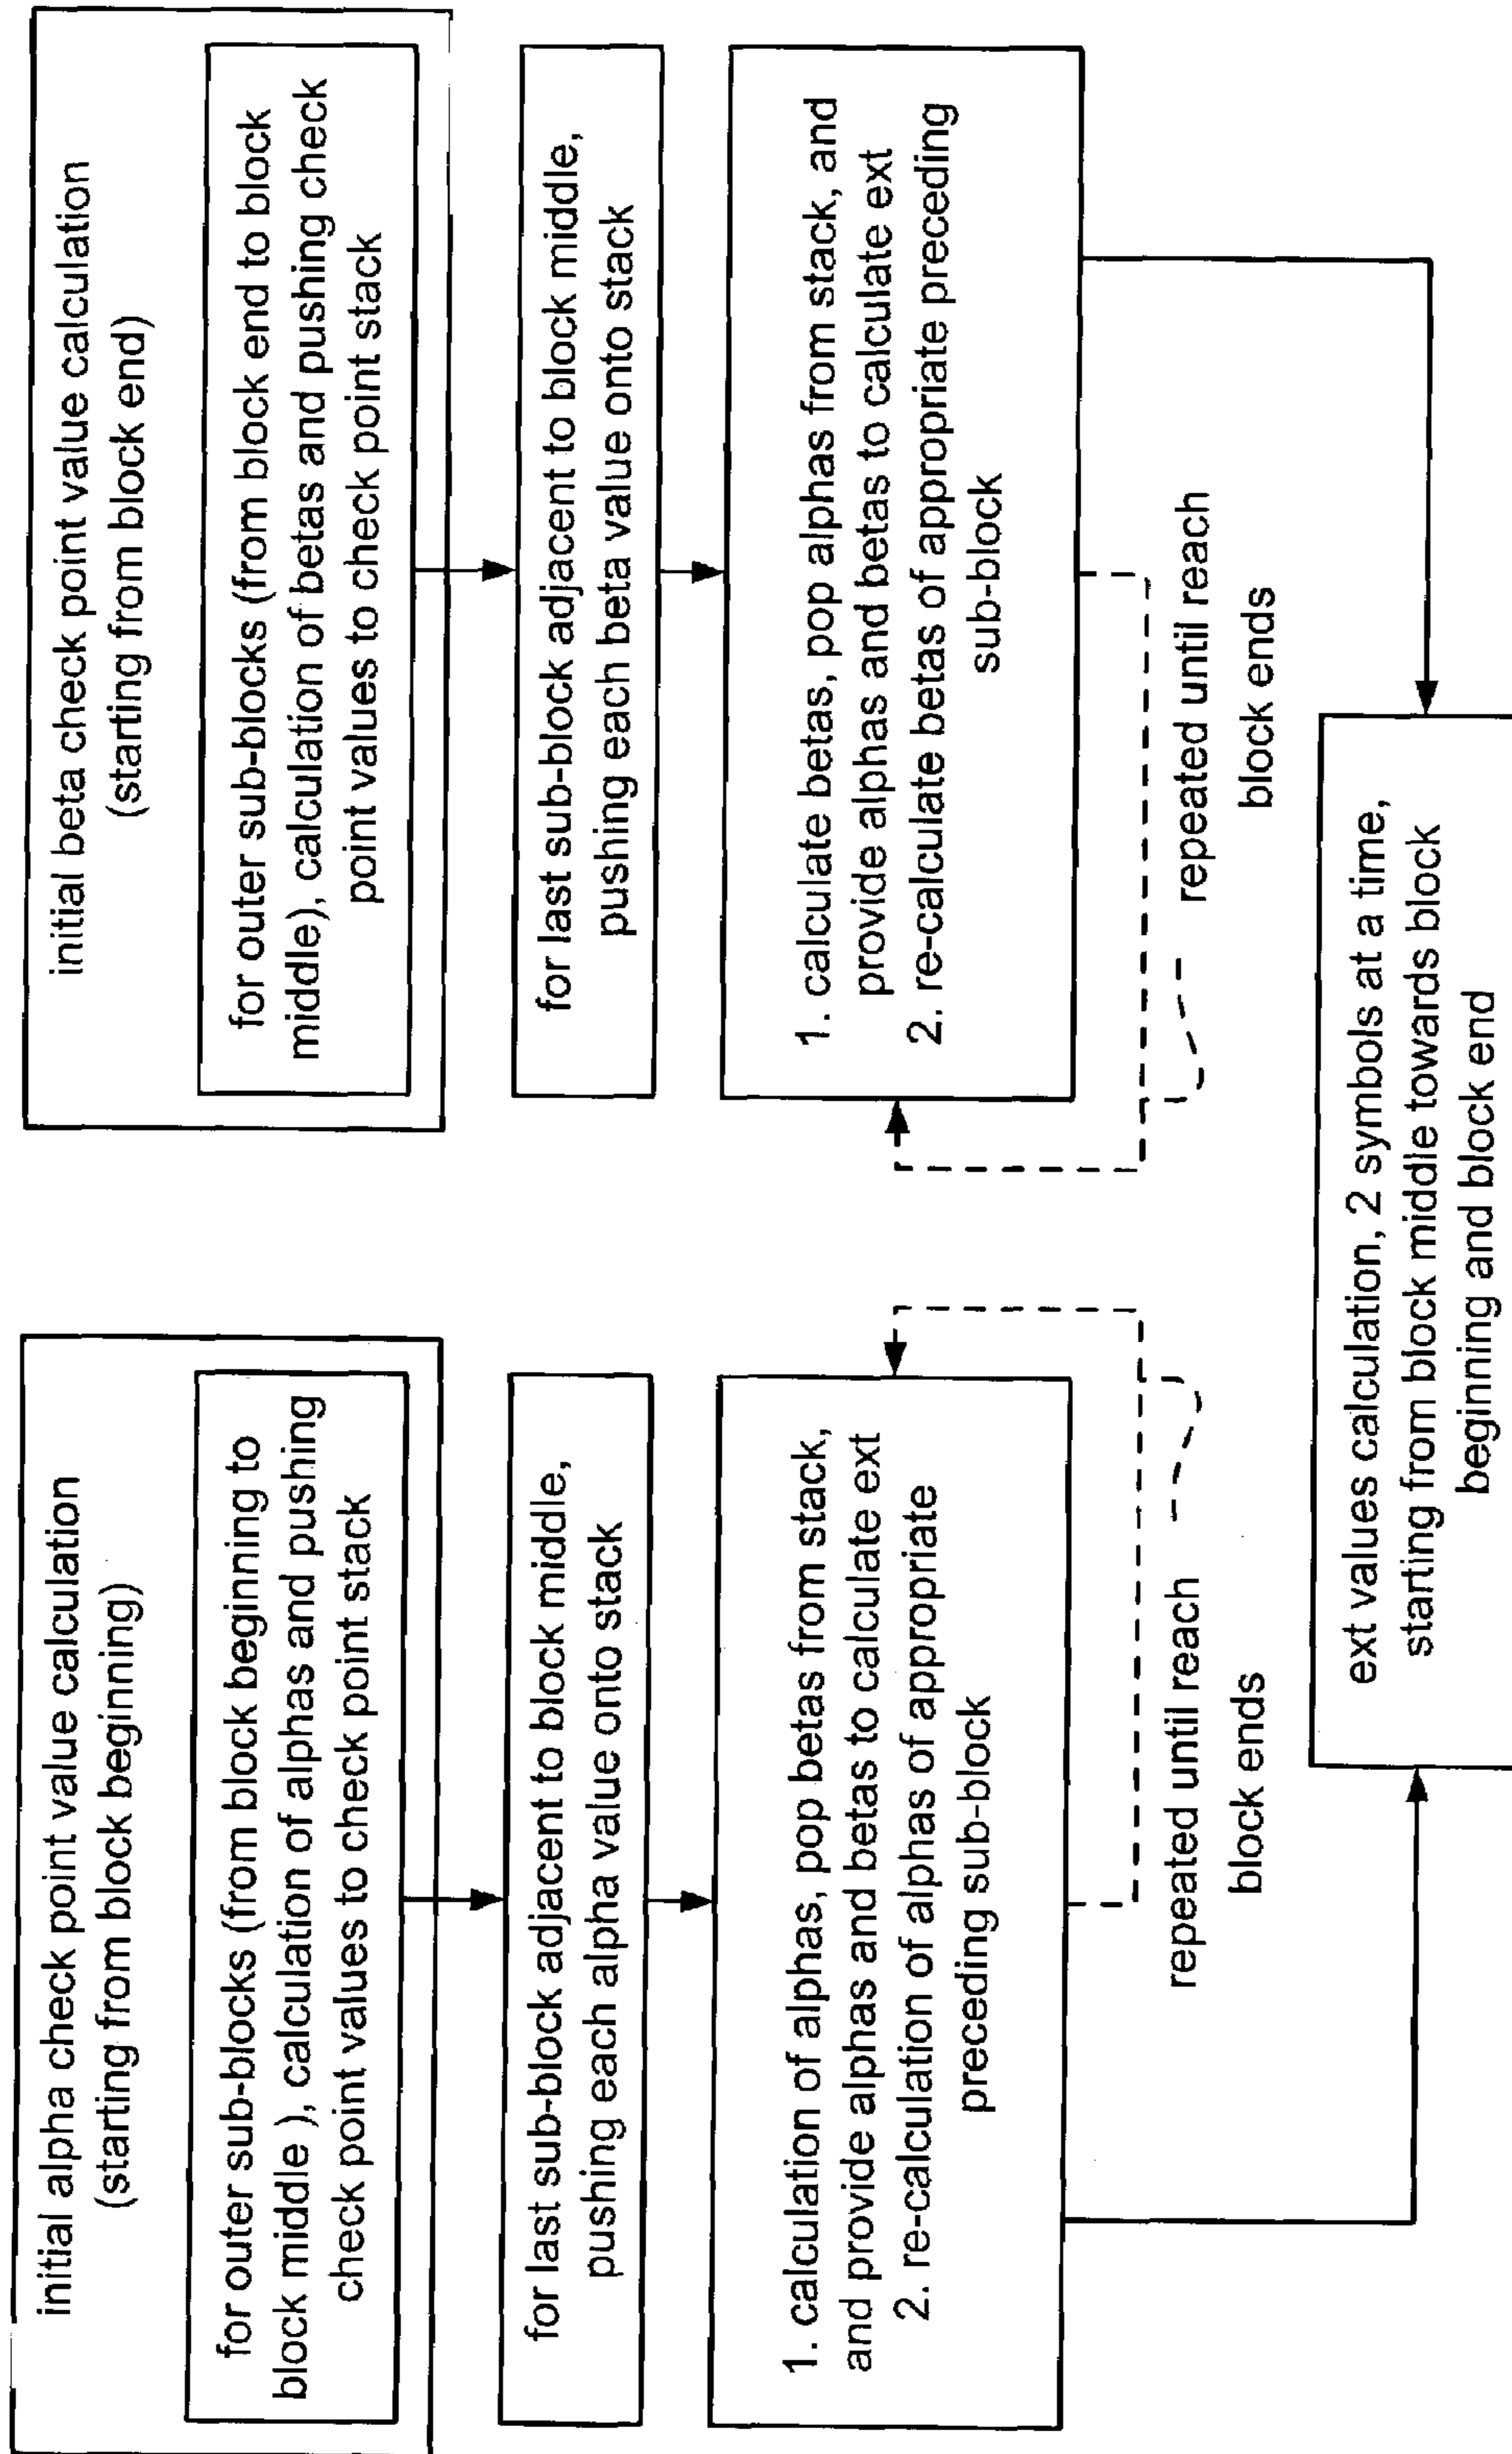 initial alpha check point value calculation
(starting from block beginning)
for outer sub-blocks (from block beginning to
block middle ), calculation of alphas and pushing
check point values to check point stack
for last sub-block adjacent to block middle,
pushing each alpha value onto stack
1. calculation of alphas, pop betas from stack,
and provide alphas and betas to calculate ext
2. re-calculation of alphas of appropriate
preceding sub-block
repeated until reach
block ends
initial beta check point value calculation
(starting from block end)
for outer sub-blocks (from block end to block
middle), calculation of betas and pushing check
point values to check point stack
for last sub-block adjacent to block middle,
pushing each beta value onto stack
1. calculate betas, pop alphas from stack, and
provide alphas and betas to calculate ext
2. re-calculate betas of appropriate preceding
sub-block
repeated until reach
block ends
ext values calculation, 2 symbols at a time,
starting from block middle towards block
beginning and block end